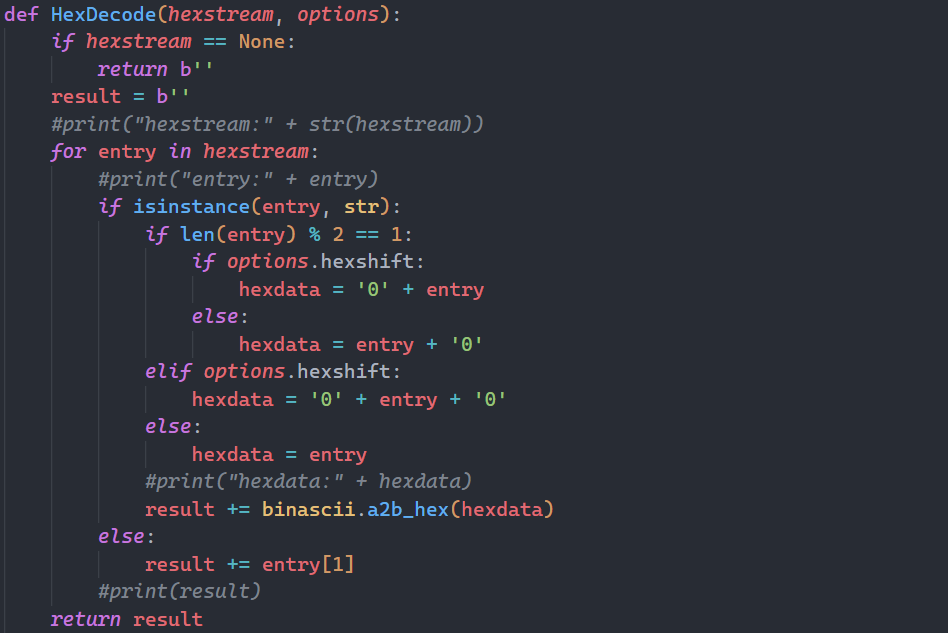 def HexDecode(hexstream, options):
    if hexstream == None:
        return b''
    result = b''
    #print("hexstream:" + str(hexstream))
    for entry in hexstream:
        #print("entry:" + entry)
        if isinstance(entry, str):
            if len(entry) % 2 == 1:
                if options.hexshift:
                    hexdata = '0' + entry
                else:
                    hexdata = entry + '0'
            elif options.hexshift:
                hexdata = '0' + entry + '0'
            else:
                hexdata = entry
            #print("hexdata:" + hexdata)
            result += binascii.a2b_hex(hexdata)
        else:
            result += entry[1]
        #print(result)
    return result